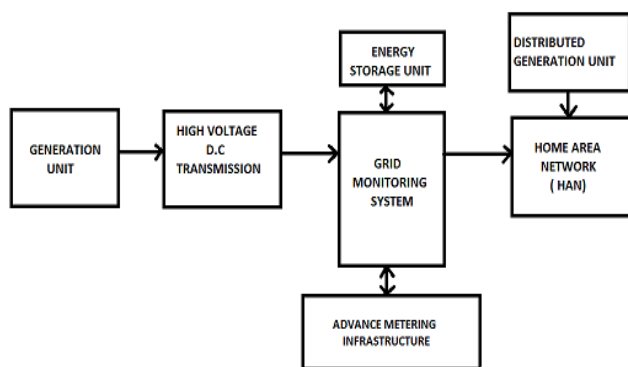 GENERATION
UNIT
HIGH VOLTAGE
D.C
TRANSMISSION
ENERGY
STORAGE UNIT
GRID
MONITORING
SYSTEM
ADVANCE METERING
INFRASTRUCTURE
DISTRIBUTED
GENERATION UNIT
HOME AREA
NETWORK
( HAN)